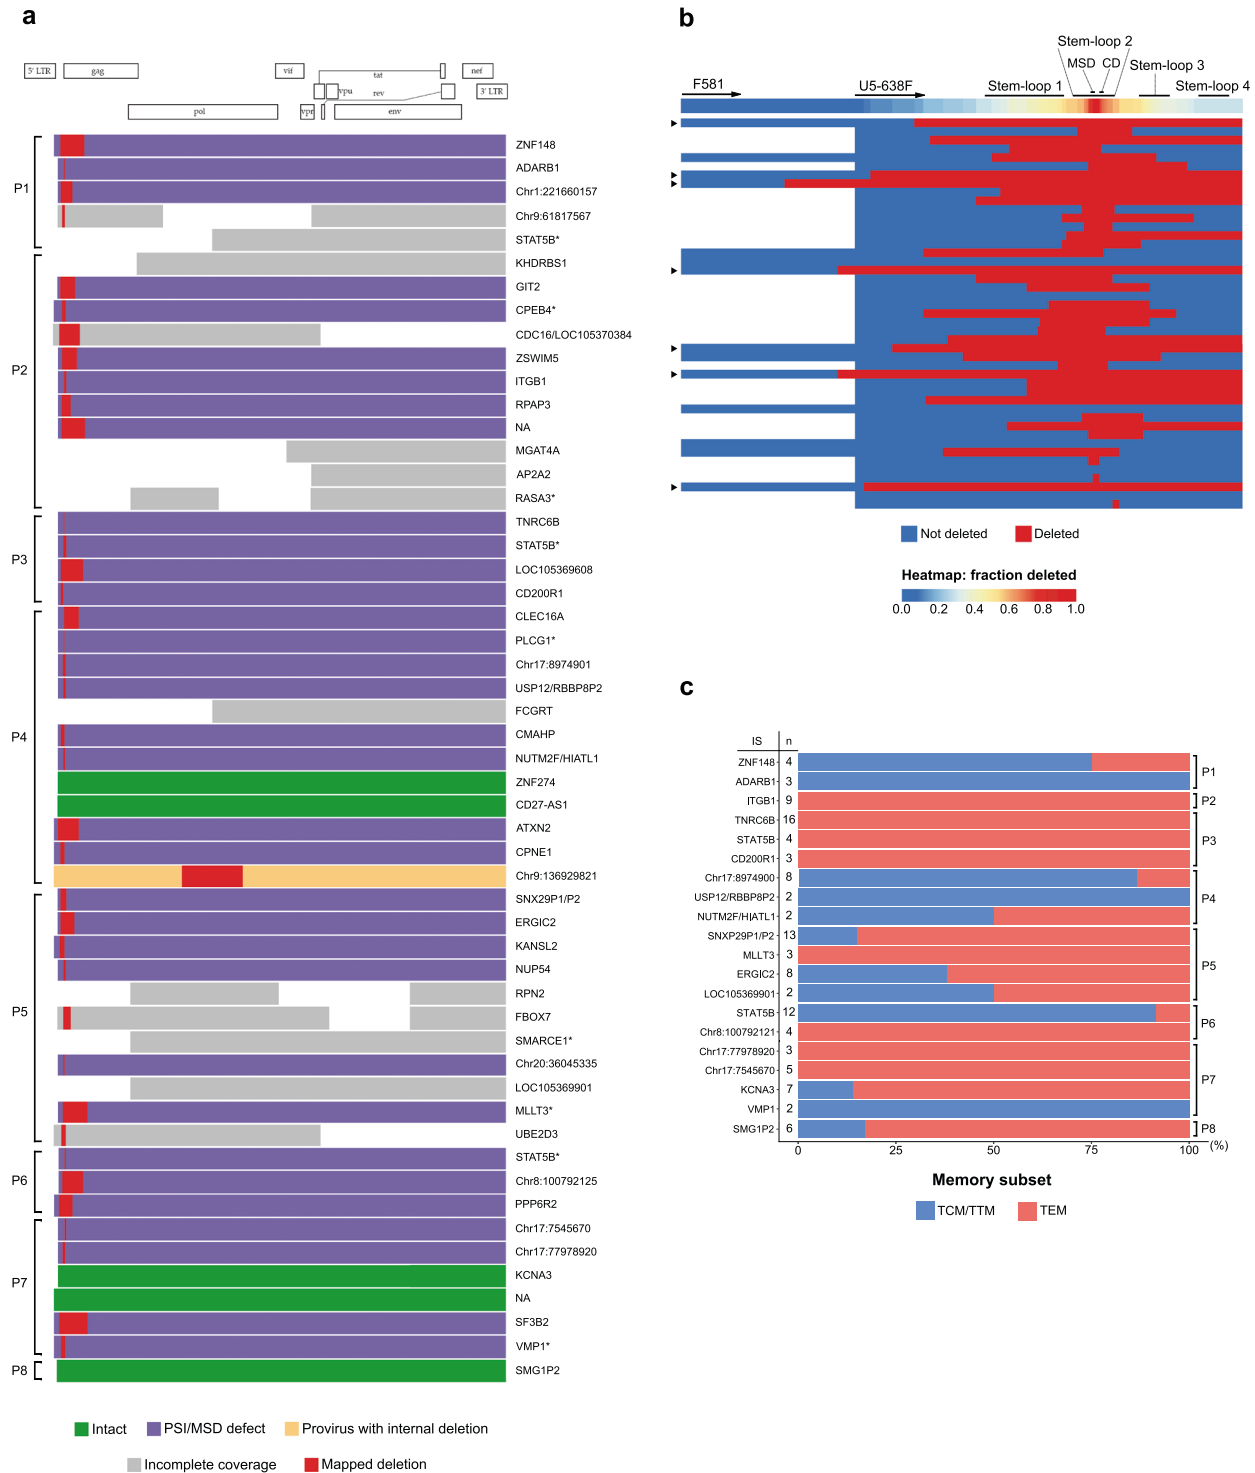 a
5' LTR
gag
vif
tat
nef
vpu
rev
3' LTR
pol
vpr
env
P1
ZNF148
ADARB1
Chr1:221660157
Chr9:61817567
STAT5B*
P2
KHDRBS1
GIT2
CPEB4*
CDC16/LOC105370384
ZSWIM5
ITGB1
RPAP3
NA
MGAT4A
AP2A2
RASA3*
P3
TNRC6B
STAT5B*
LOC105369608
CD200R1
P4
CLEC16A
PLCG1*
Chr17:8974901
USP12/RBBP8P2
FCGRT
CMAHP
NUTM2F/HIATL1
ZNF274
CD27-AS1
ATXN2
CPNE1
Chr9:136929821
P5
SNX29P1/P2
ERGIC2
KANSL2
NUP54
RPN2
FBOX7
SMARCE1*
Chr20:36045335
LOC105369901
MLLT3*
UBE2D3
P6
STAT5B*
Chr8:100792125
PPP6R2
P7
Chr17:7545670
Chr17:77978920
KCNA3
NA
SF3B2
VMP1*
P8
SMG1P2
Intact
PSI/MSD defect
Provirus with internal deletion
Incomplete coverage
Mapped deletion
b
F581
U5-638F
Stem-loop 1
Stem-loop 2
MSD
CD
Stem-loop 3
Stem-loop 4
Not deleted
Deleted
Heatmap: fraction deleted
0.0 0.2 0.4 0.6 0.8 1.0
c
IS n
ZNF148 4
ADARB1 3
P1
ITGB1 9
P2
TNRC6B 16
STAT5B 4
CD200R1 3
P3
Chr17:8974900 8
USP12/RBBP8P2 2
NUTM2F/HIATL1 2
P4
SNXP29P1/P2 13
MLLT3 3
ERGIC2 8
LOC105369901 2
P5
STAT5B 12
Chr8:100792121 4
P6
Chr17:77978920 3
Chr17:7545670 5
KCNA3 7
VMP1 2
P7
SMG1P2 6
P8
0 25 50 75 100 (%)
Memory subset
TCM/TTM
TEM